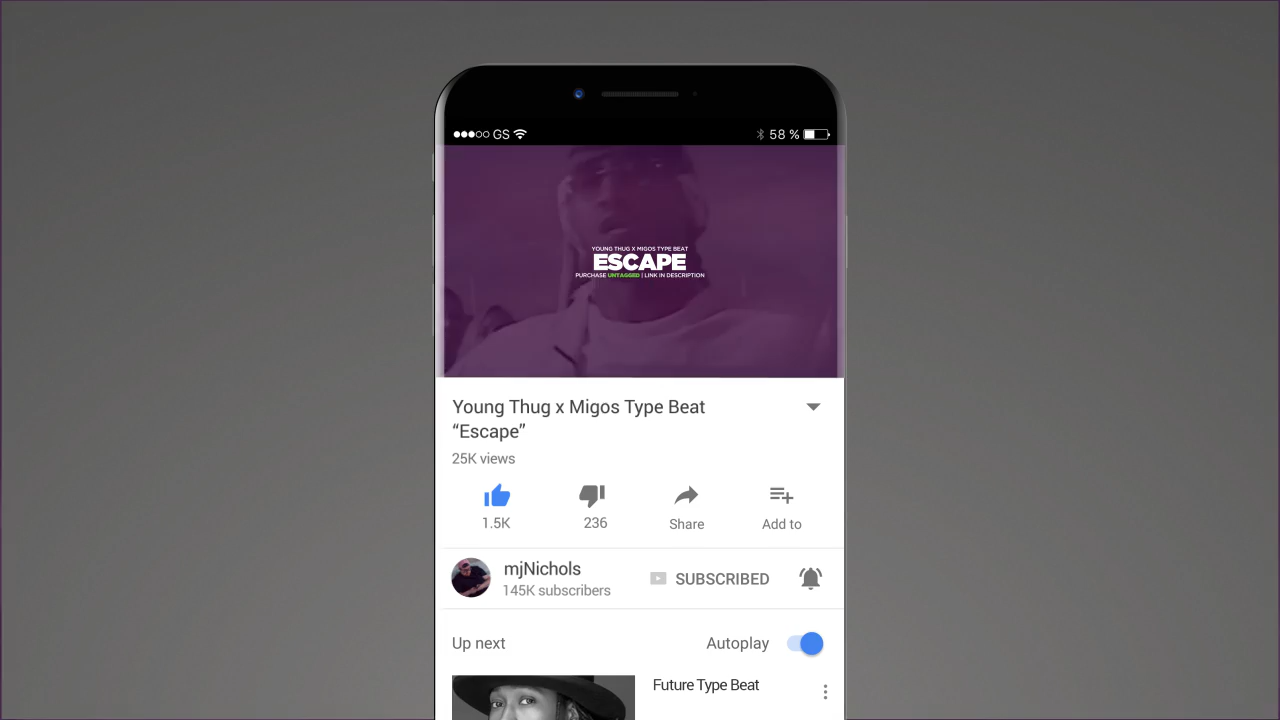 ●●●○○ GS 58 %
YOUNG THUG X MIGOS TYPE BEAT
ESCAPE
PURCHASE UNTAGGED | LINK IN DESCRIPTION
Young Thug x Migos Type Beat
“Escape”
25K views
1.5K 236 Share Add to
mjNichols
145K subscribers
SUBSCRIBED
Up next Autoplay
Future Type Beat